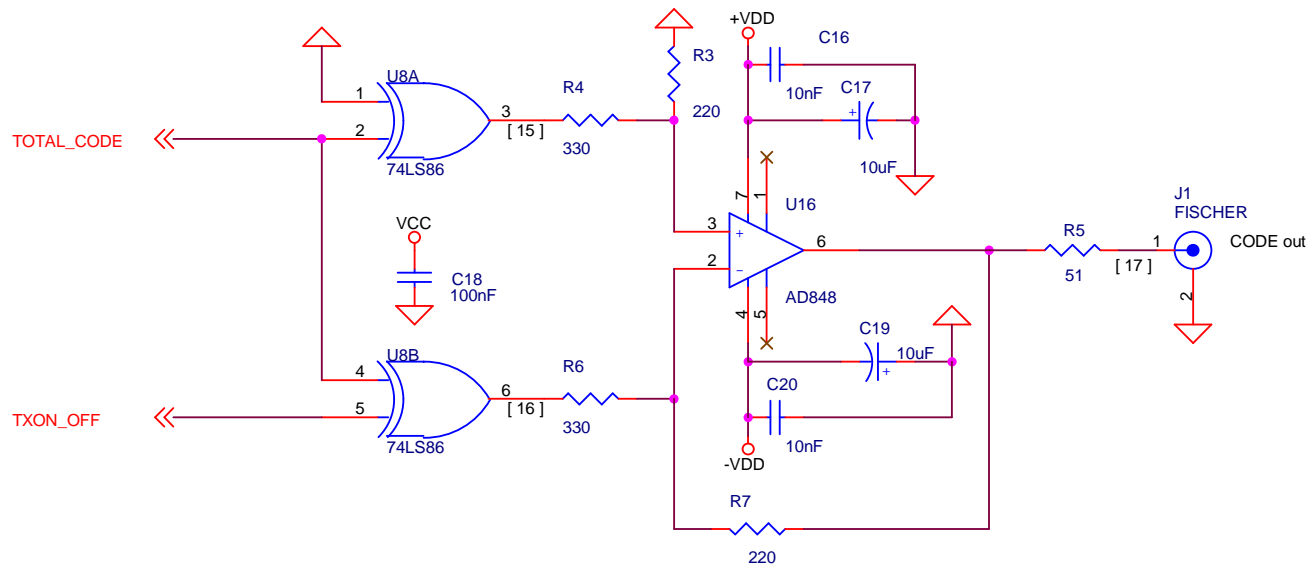 +VDD
C16
10nF
C17
+
10uF
R3
220
U8A
1
2
3
[ 15 ]
74LS86
R4
330
TOTAL_CODE
VCC
C18
100nF
7
1
U16
3
+
2
−
6
4
5
AD848
R5
51
1
[ 17 ]
J1
FISCHER
CODE out
2
C19
10uF
+
C20
10nF
-VDD
U8B
4
5
6
[ 16 ]
74LS86
R6
330
TXON_OFF
R7
220